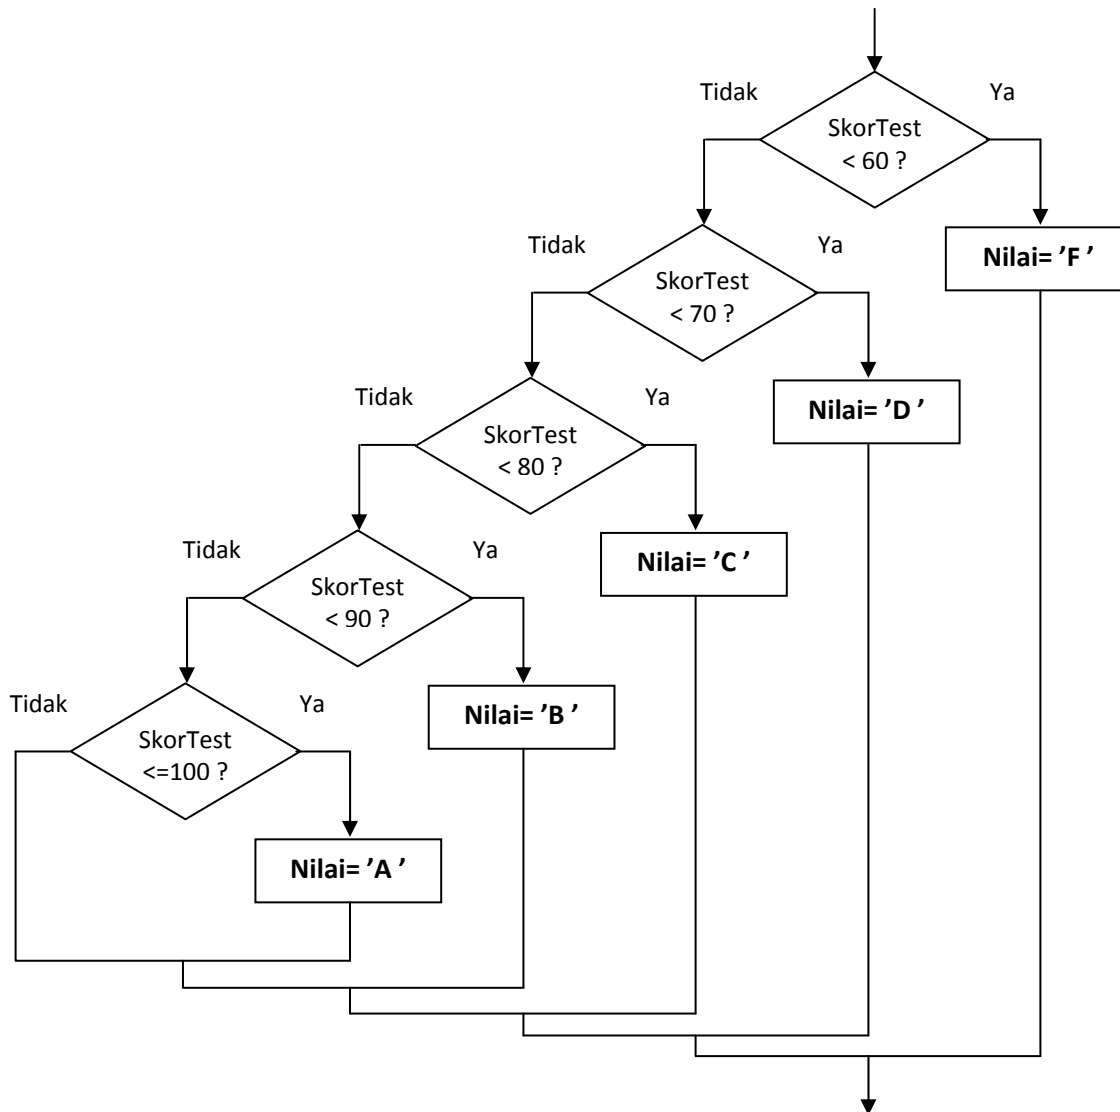 Tidak
Ya
SkorTest
< 60 ?
Tidak
Ya
Nilai= ’F ’
SkorTest
< 70 ?
Tidak
Ya
Nilai= ’D ’
SkorTest
< 80 ?
Tidak
Ya
Nilai= ’C ’
SkorTest
< 90 ?
Tidak
Ya
Nilai= ’B ’
SkorTest
<=100 ?
Nilai= ’A ’